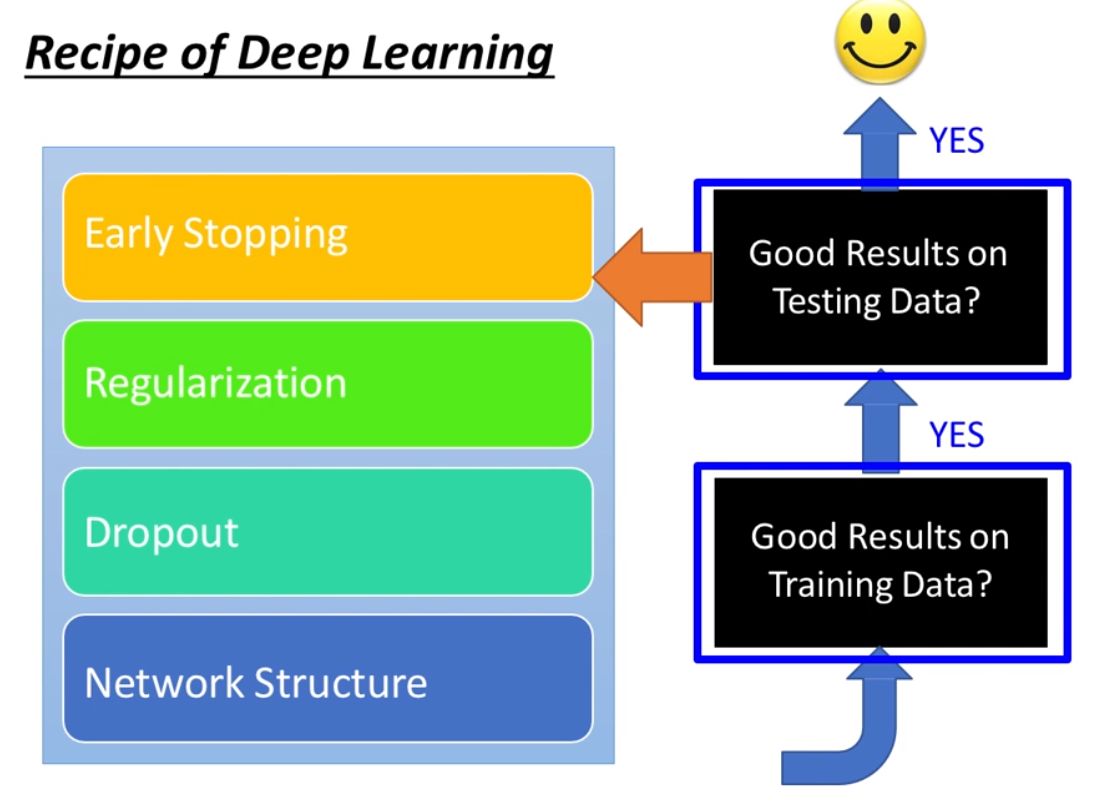 Recipe of Deep Learning
Early Stopping
Regularization
Dropout
Network Structure
YES
Good Results on
Testing Data?
YES
Good Results on
Training Data?